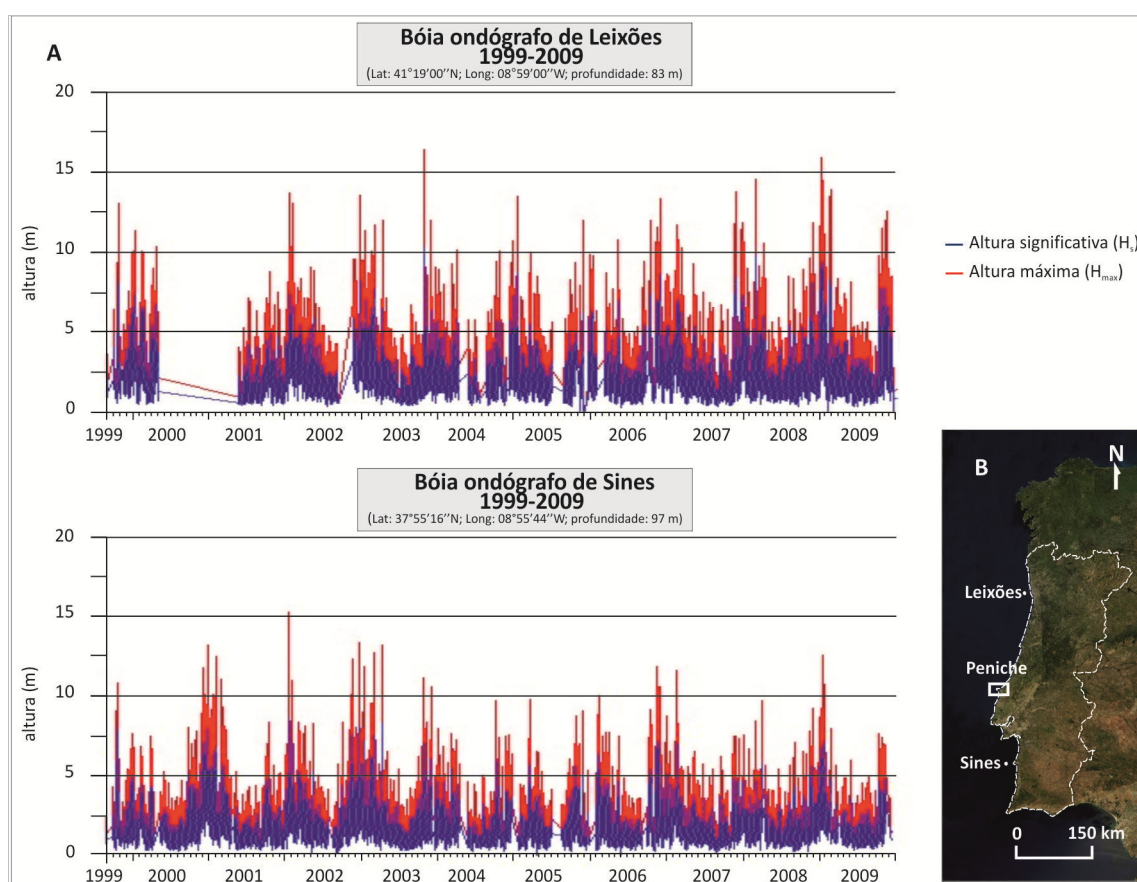 A
Bóia ondógrafo de Leixões
1999-2009
(Lat: 41°19’00’’N; Long: 08°59’00’’W; profundidade: 83 m)
20
15
10
5
0
altura (m)
1999 2000 2001 2002 2003 2004 2005 2006 2007 2008 2009
Altura significativa (Hs)
Altura máxima (Hmax)
Bóia ondógrafo de Sines
1999-2009
(Lat: 37°55’16’’N; Long: 08°55’44’’W; profundidade: 97 m)
20
15
10
5
0
altura (m)
1999 2000 2001 2002 2003 2004 2005 2006 2007 2008 2009
B
N
Leixões
Peniche
Sines
0 150 km